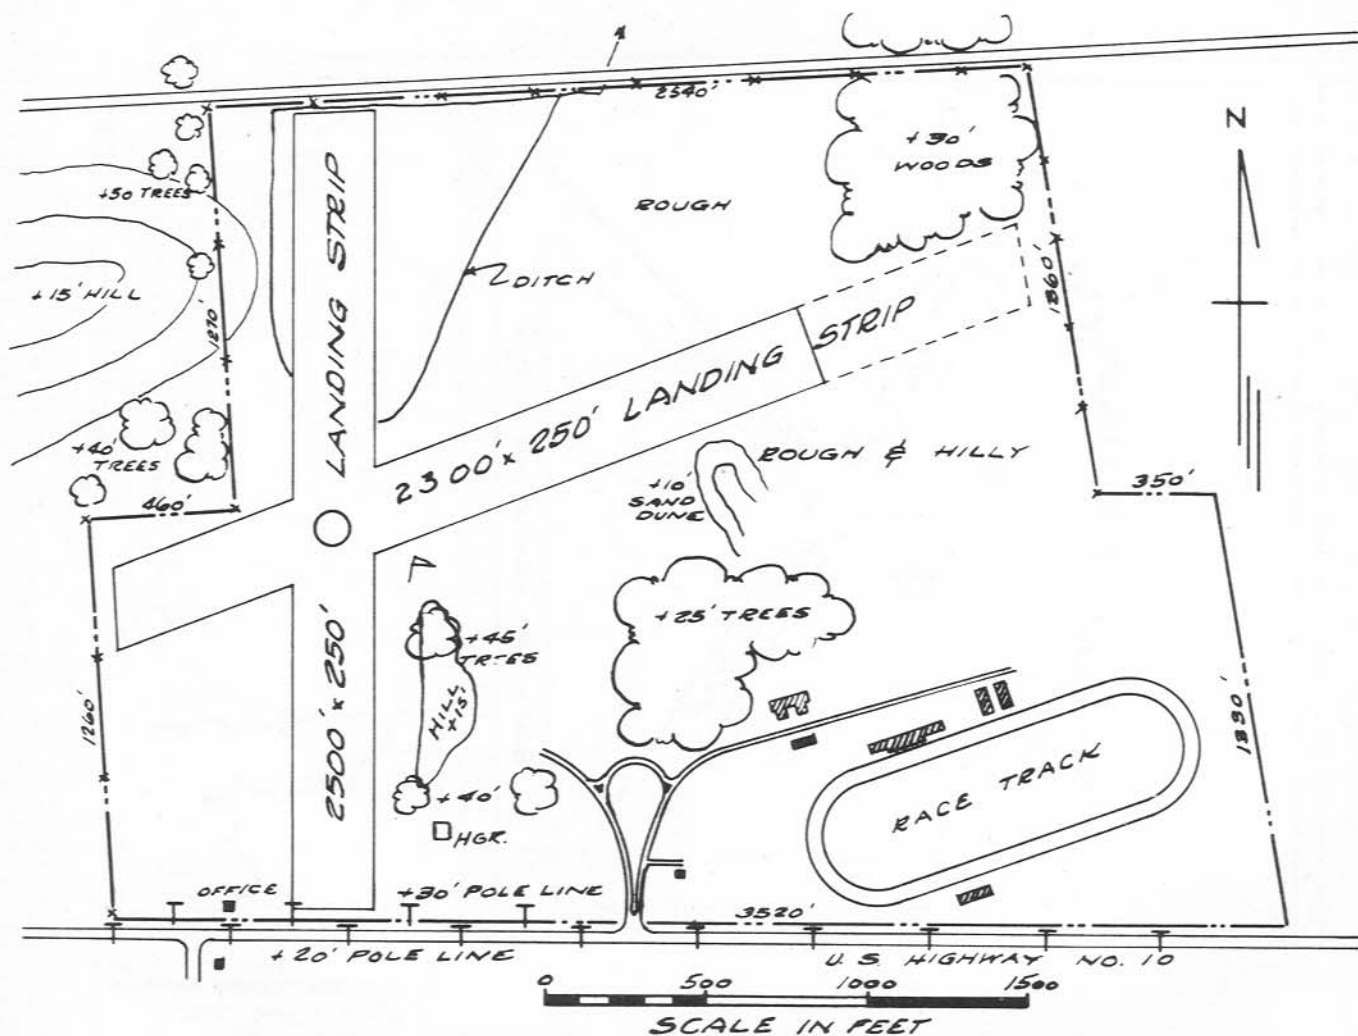 2540'
N
+30'
WOODS
+50 TREES
ROUGH
LANDING STRIP
DITCH
+15' HILL
1270'
1860'
2300' x 250' LANDING STRIP
+40'
TREES
460'
ROUGH & HILLY
+10'
SAND
DUNE
350'
+25' TREES
+45'
TREES
HILL
+15'
1260'
2500' x 250'
+40'
HGR.
RACE TRACK
OFFICE
+30' POLE LINE
3520'
+20' POLE LINE
U.S. HIGHWAY NO. 10
0 500 1000 1500
SCALE IN FEET